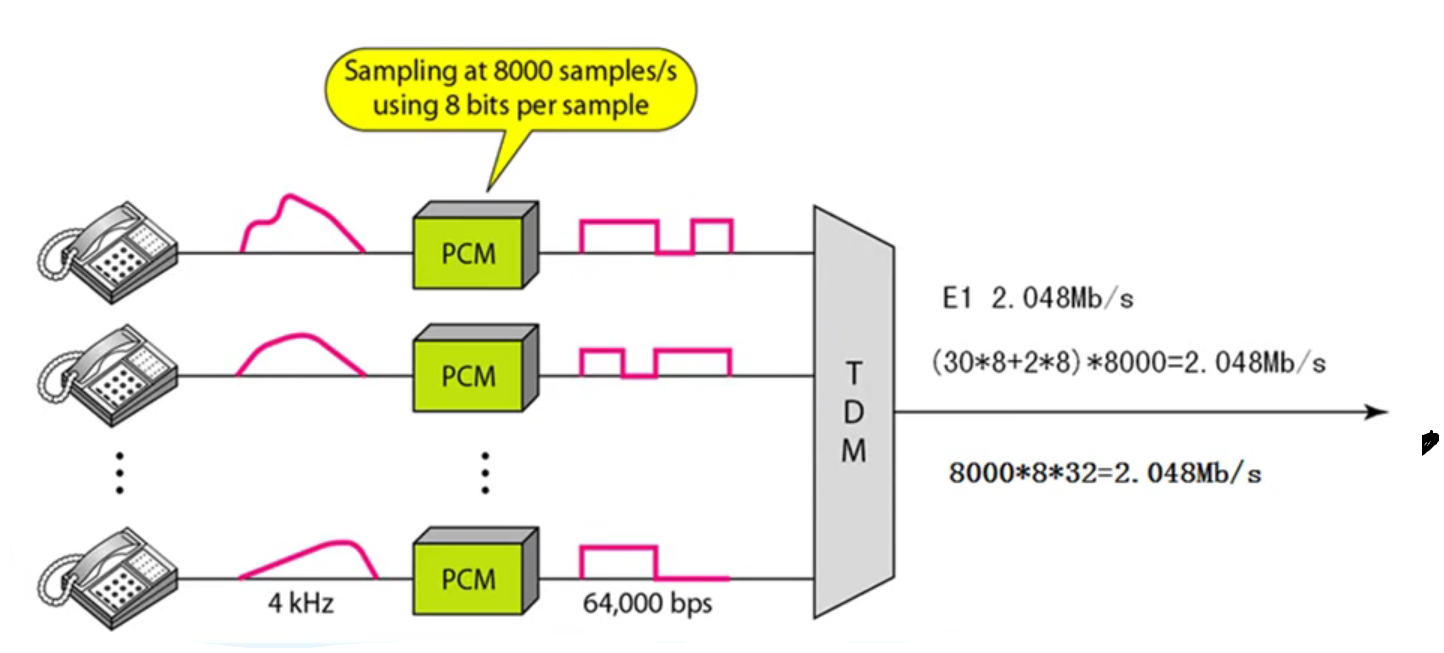 Sampling at 8000 samples/s
using 8 bits per sample
PCM
PCM
PCM
4 kHz
64,000 bps
T
D
M
E1 2.048Mb/s
(30*8+2*8)*8000=2.048Mb/s
8000*8*32=2.048Mb/s